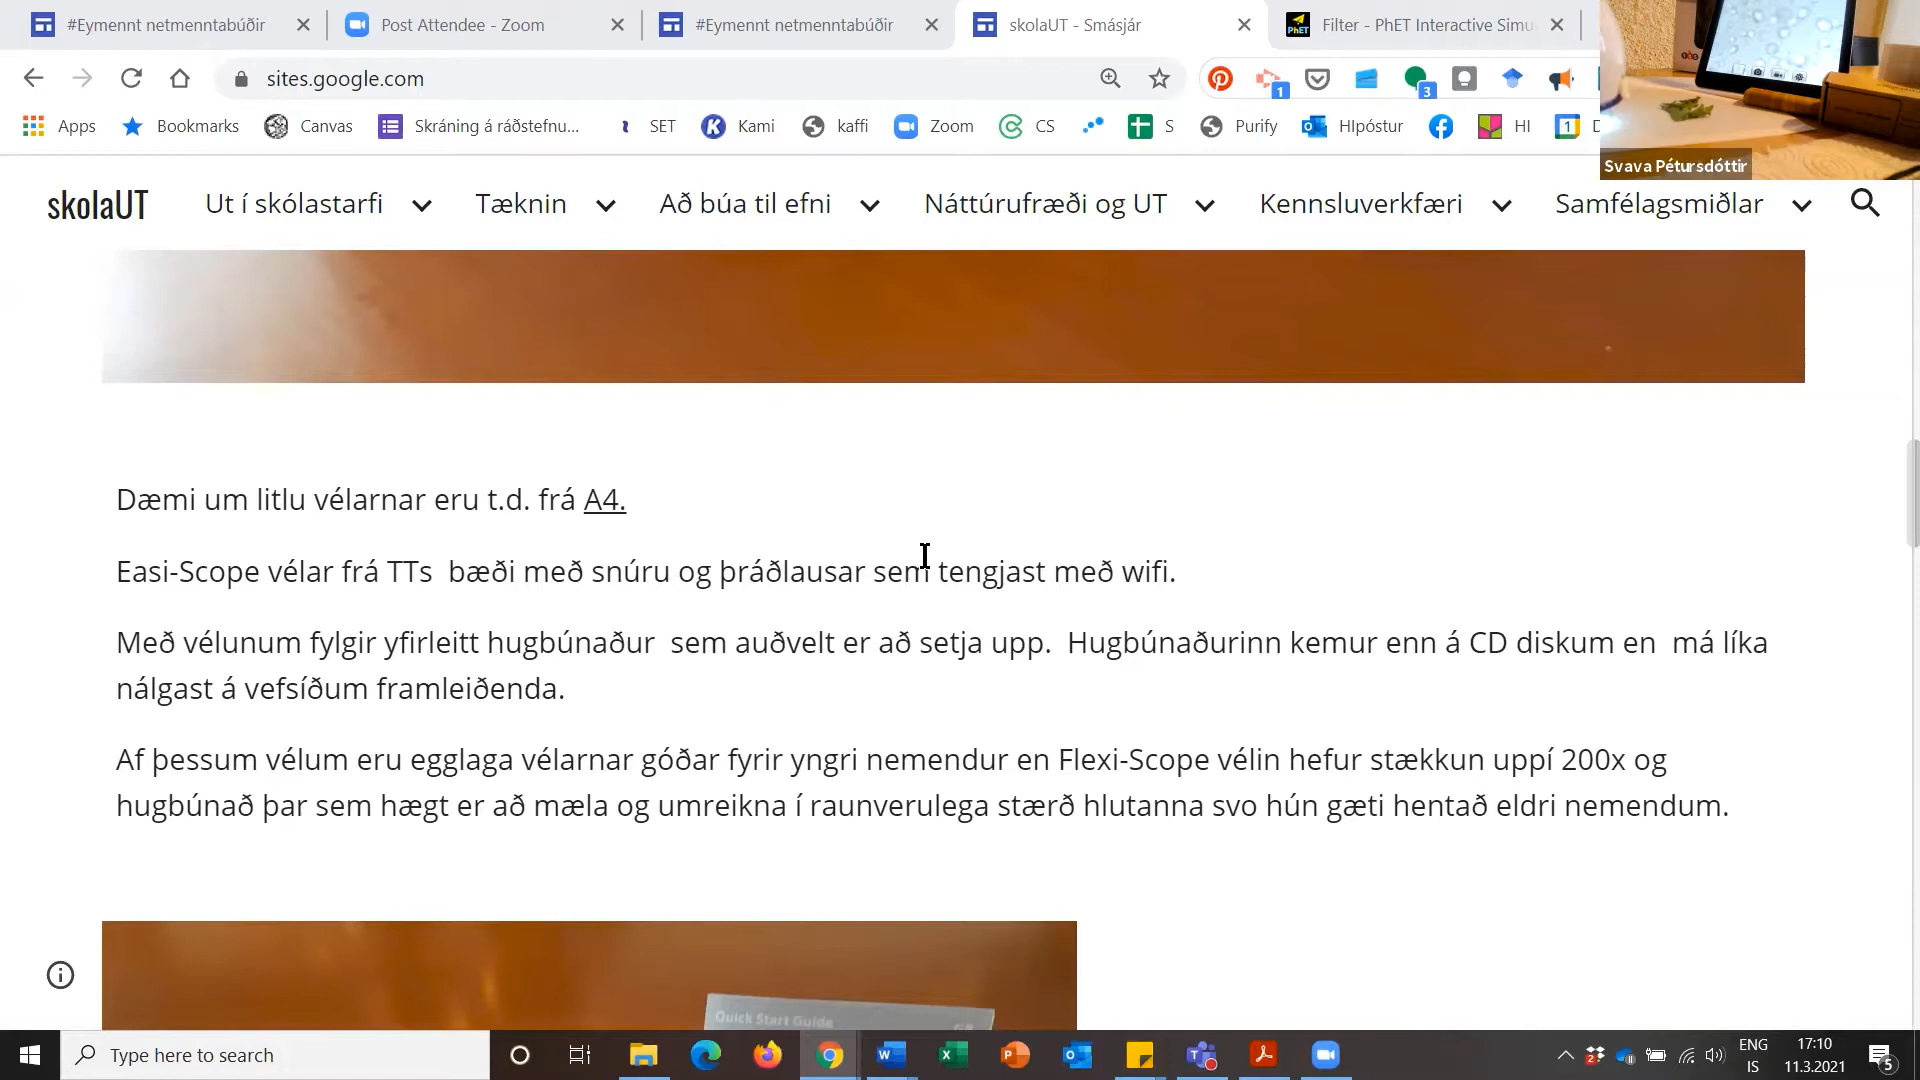 #Eymennt netmenntabúðir
Post Attendee - Zoom
#Eymennt netmenntabúðir
skolaUT - Smásjár
Filter - PhET Interactive Simu
sites.google.com
1
3
Apps
Bookmarks
Canvas
Skráning á ráðstefnu...
SET
Kami
kaffi
Zoom
CS
S
Purify
HIpóstur
HI
1
Svava Pétursdóttir
skolaUT
Ut í skólastarfi
Tæknin
Að búa til efni
Náttúrufræði og UT
Kennsluverkfæri
Samfélagsmiðlar
Dæmi um litlu vélarnar eru t.d. frá A4.
Easi-Scope vélar frá TTs bæði með snúru og þráðlausar sem tengjast með wifi.
Með vélunum fylgir yfirleitt hugbúnaður sem auðvelt er að setja upp. Hugbúnaðurinn kemur enn á CD diskum en má líka
nálgast á vefsíðum framleiðenda.
Af þessum vélum eru egglaga vélarnar góðar fyrir yngri nemendur en Flexi-Scope vélin hefur stækkun uppí 200x og
hugbúnað þar sem hægt er að mæla og umreikna í raunverulega stærð hlutanna svo hún gæti hentað eldri nemendum.
Quick Start Guide
Type here to search
ENG
IS
17:10
11.3.2021
5